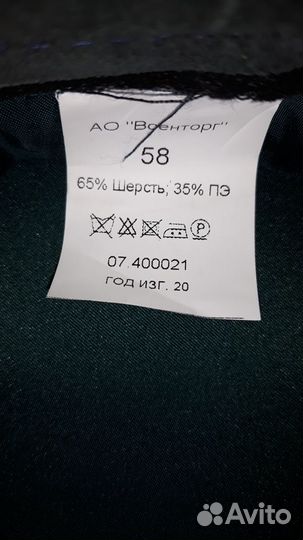 АО "Военторг"
58
65% Шерсть; 35% ПЭ
P
07.400021
ГОД ИЗГ. 20
Avito